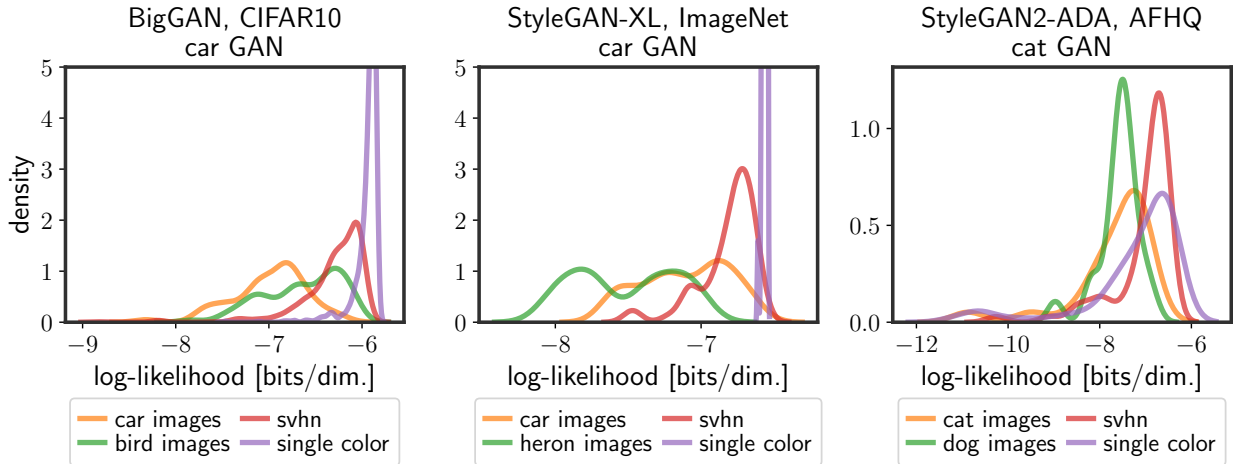 BigGAN, CIFAR10
car GAN
density
5
4
3
2
1
0
−9 −8 −7 −6
log-likelihood [bits/dim.]
car images svhn
bird images single color
StyleGAN-XL, ImageNet
car GAN
5
4
3
2
1
0
−8 −7
log-likelihood [bits/dim.]
car images svhn
heron images single color
StyleGAN2-ADA, AFHQ
cat GAN
1.0
0.5
0.0
−12 −10 −8 −6
log-likelihood [bits/dim.]
cat images svhn
dog images single color